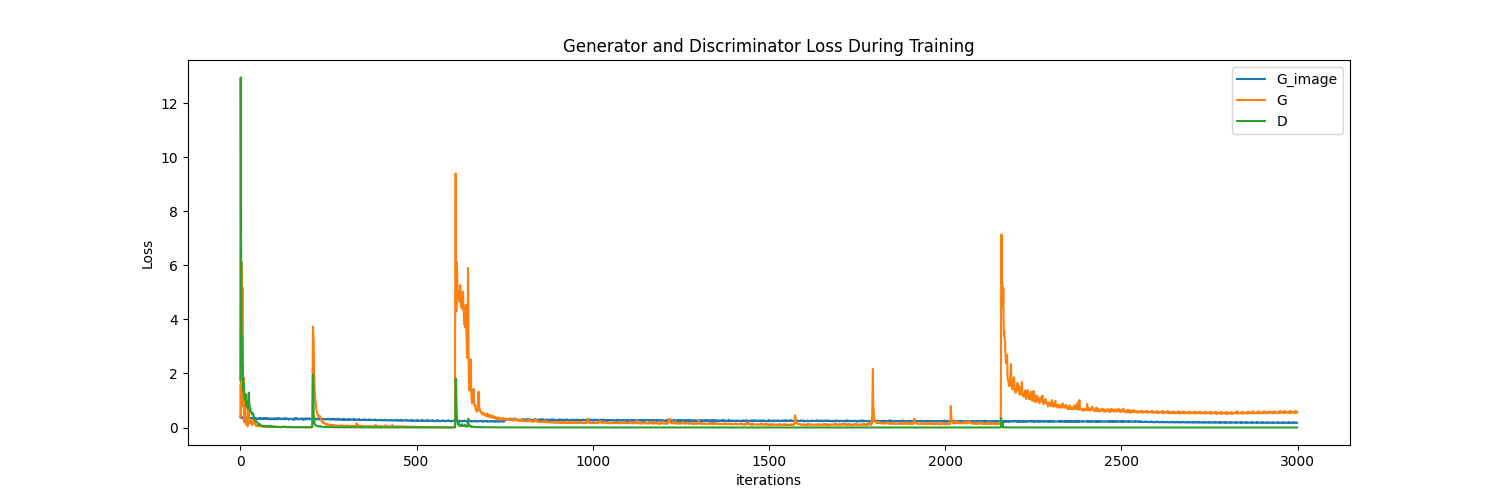 Generator and Discriminator Loss During Training
G_image
G
D
Loss
12
10
8
6
4
2
0
0 500 1000 1500 2000 2500 3000
iterations